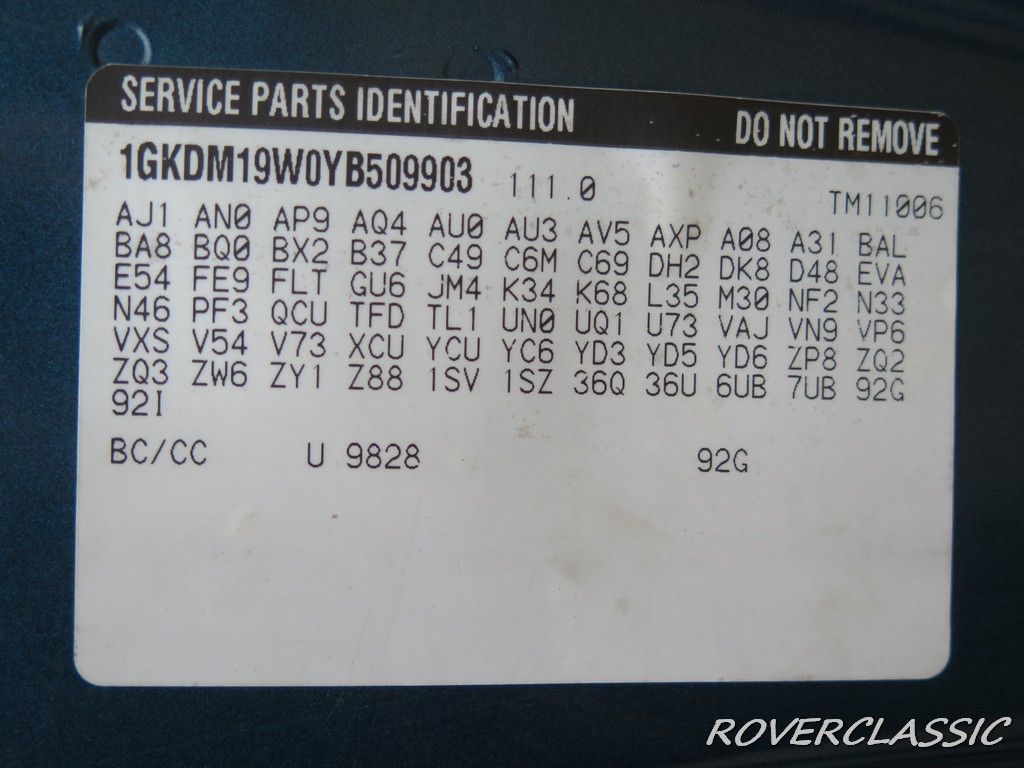 SERVICE PARTS IDENTIFICATION DO NOT REMOVE
1GKDM19W0YB509903 111.0 TM11006
AJ1 AN0 AP9 AQ4 AU0 AU3 AV5 AXP A08 A31 BAL
BA8 BQ0 BX2 B37 C49 C6M C69 DH2 DK8 D48 EVA
E54 FE9 FLT GU6 JM4 K34 K68 L35 M30 NF2 N33
N46 PF3 QCU TFD TL1 UN0 UQ1 U73 VAJ VN9 VP6
VXS V54 V73 XCU YCU YC6 YD3 YD5 YD6 ZP8 ZQ2
ZQ3 ZW6 ZY1 Z88 1SV 1SZ 36Q 36U 6UB 7UB 92G
92I
BC/CC U 9828 92G
ROVERCLASSIC